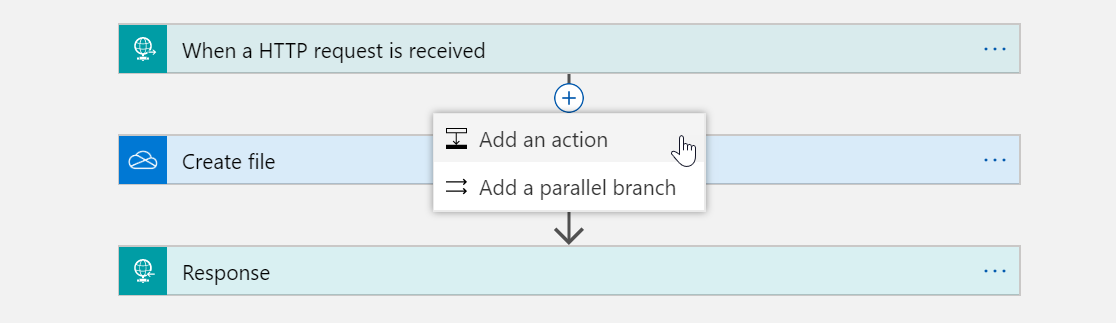 When a HTTP request is received
Add an action
Create file
Add a parallel branch
Response